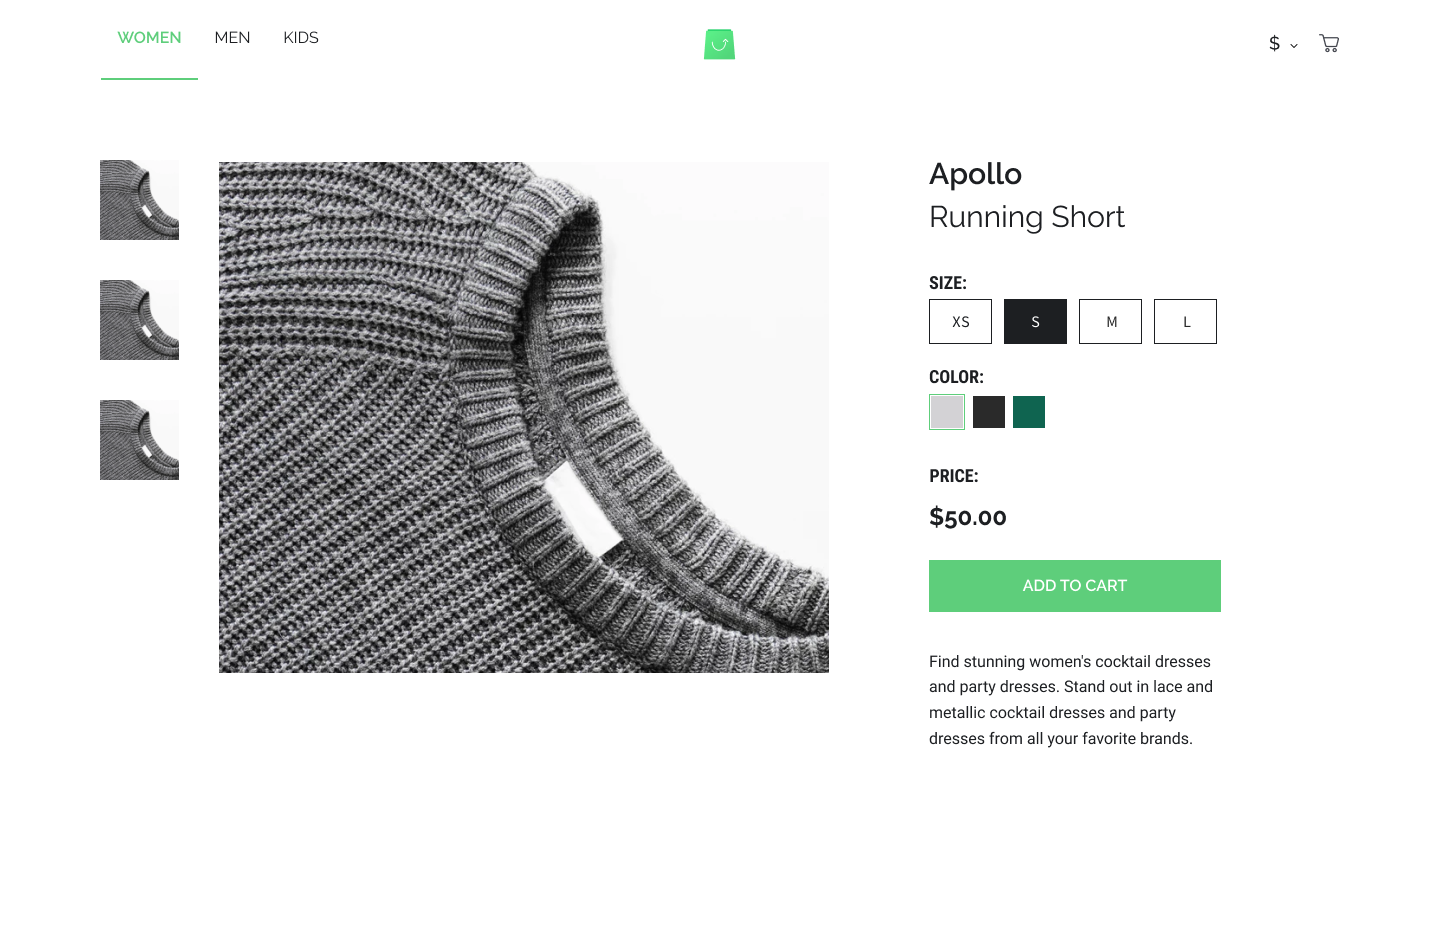 WOMEN MEN KIDS $
Apollo
Running Short
SIZE:
XS S M L
COLOR:
PRICE:
$50.00
ADD TO CART
Find stunning women's cocktail dresses
and party dresses. Stand out in lace and
metallic cocktail dresses and party
dresses from all your favorite brands.